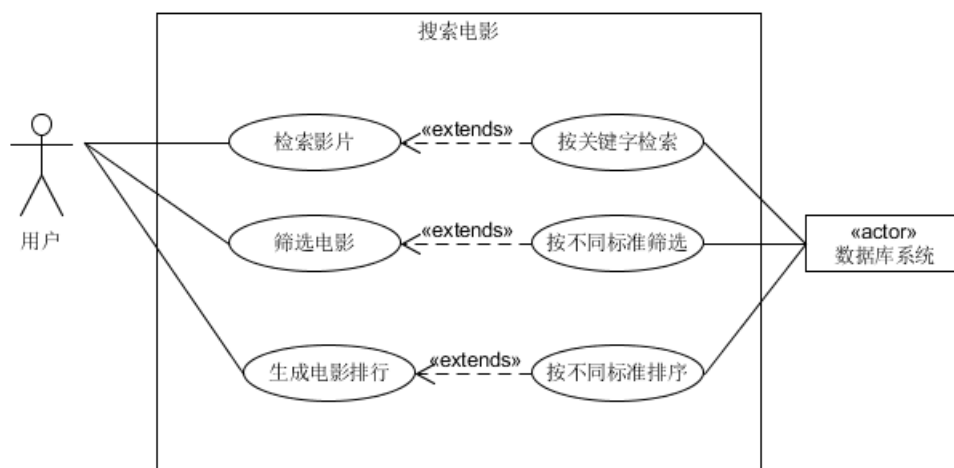 搜索电影
检索影片
«extends»
按关键字检索
用户
筛选电影
«extends»
按不同标准筛选
«actor»
数据库系统
生成电影排行
«extends»
按不同标准排序